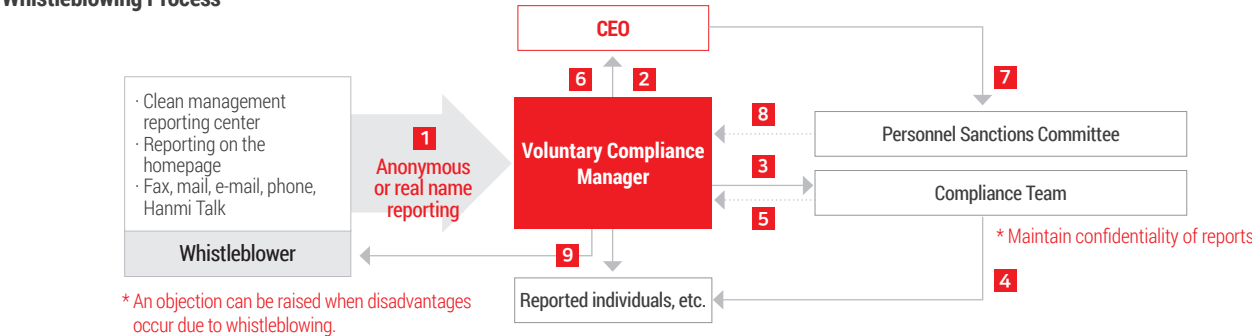 Whistleblowing Process
CEO
6
2
7
· Clean management
reporting center
· Reporting on the
homepage
· Fax, mail, e-mail, phone,
Hanmi Talk
Whistleblower
1
Anonymous
or real name
reporting
Voluntary Compliance
Manager
8
Personnel Sanctions Committee
3
Compliance Team
5
* Maintain confidentiality of reports
9
4
Reported individuals, etc.
* An objection can be raised when disadvantages
occur due to whistleblowing.